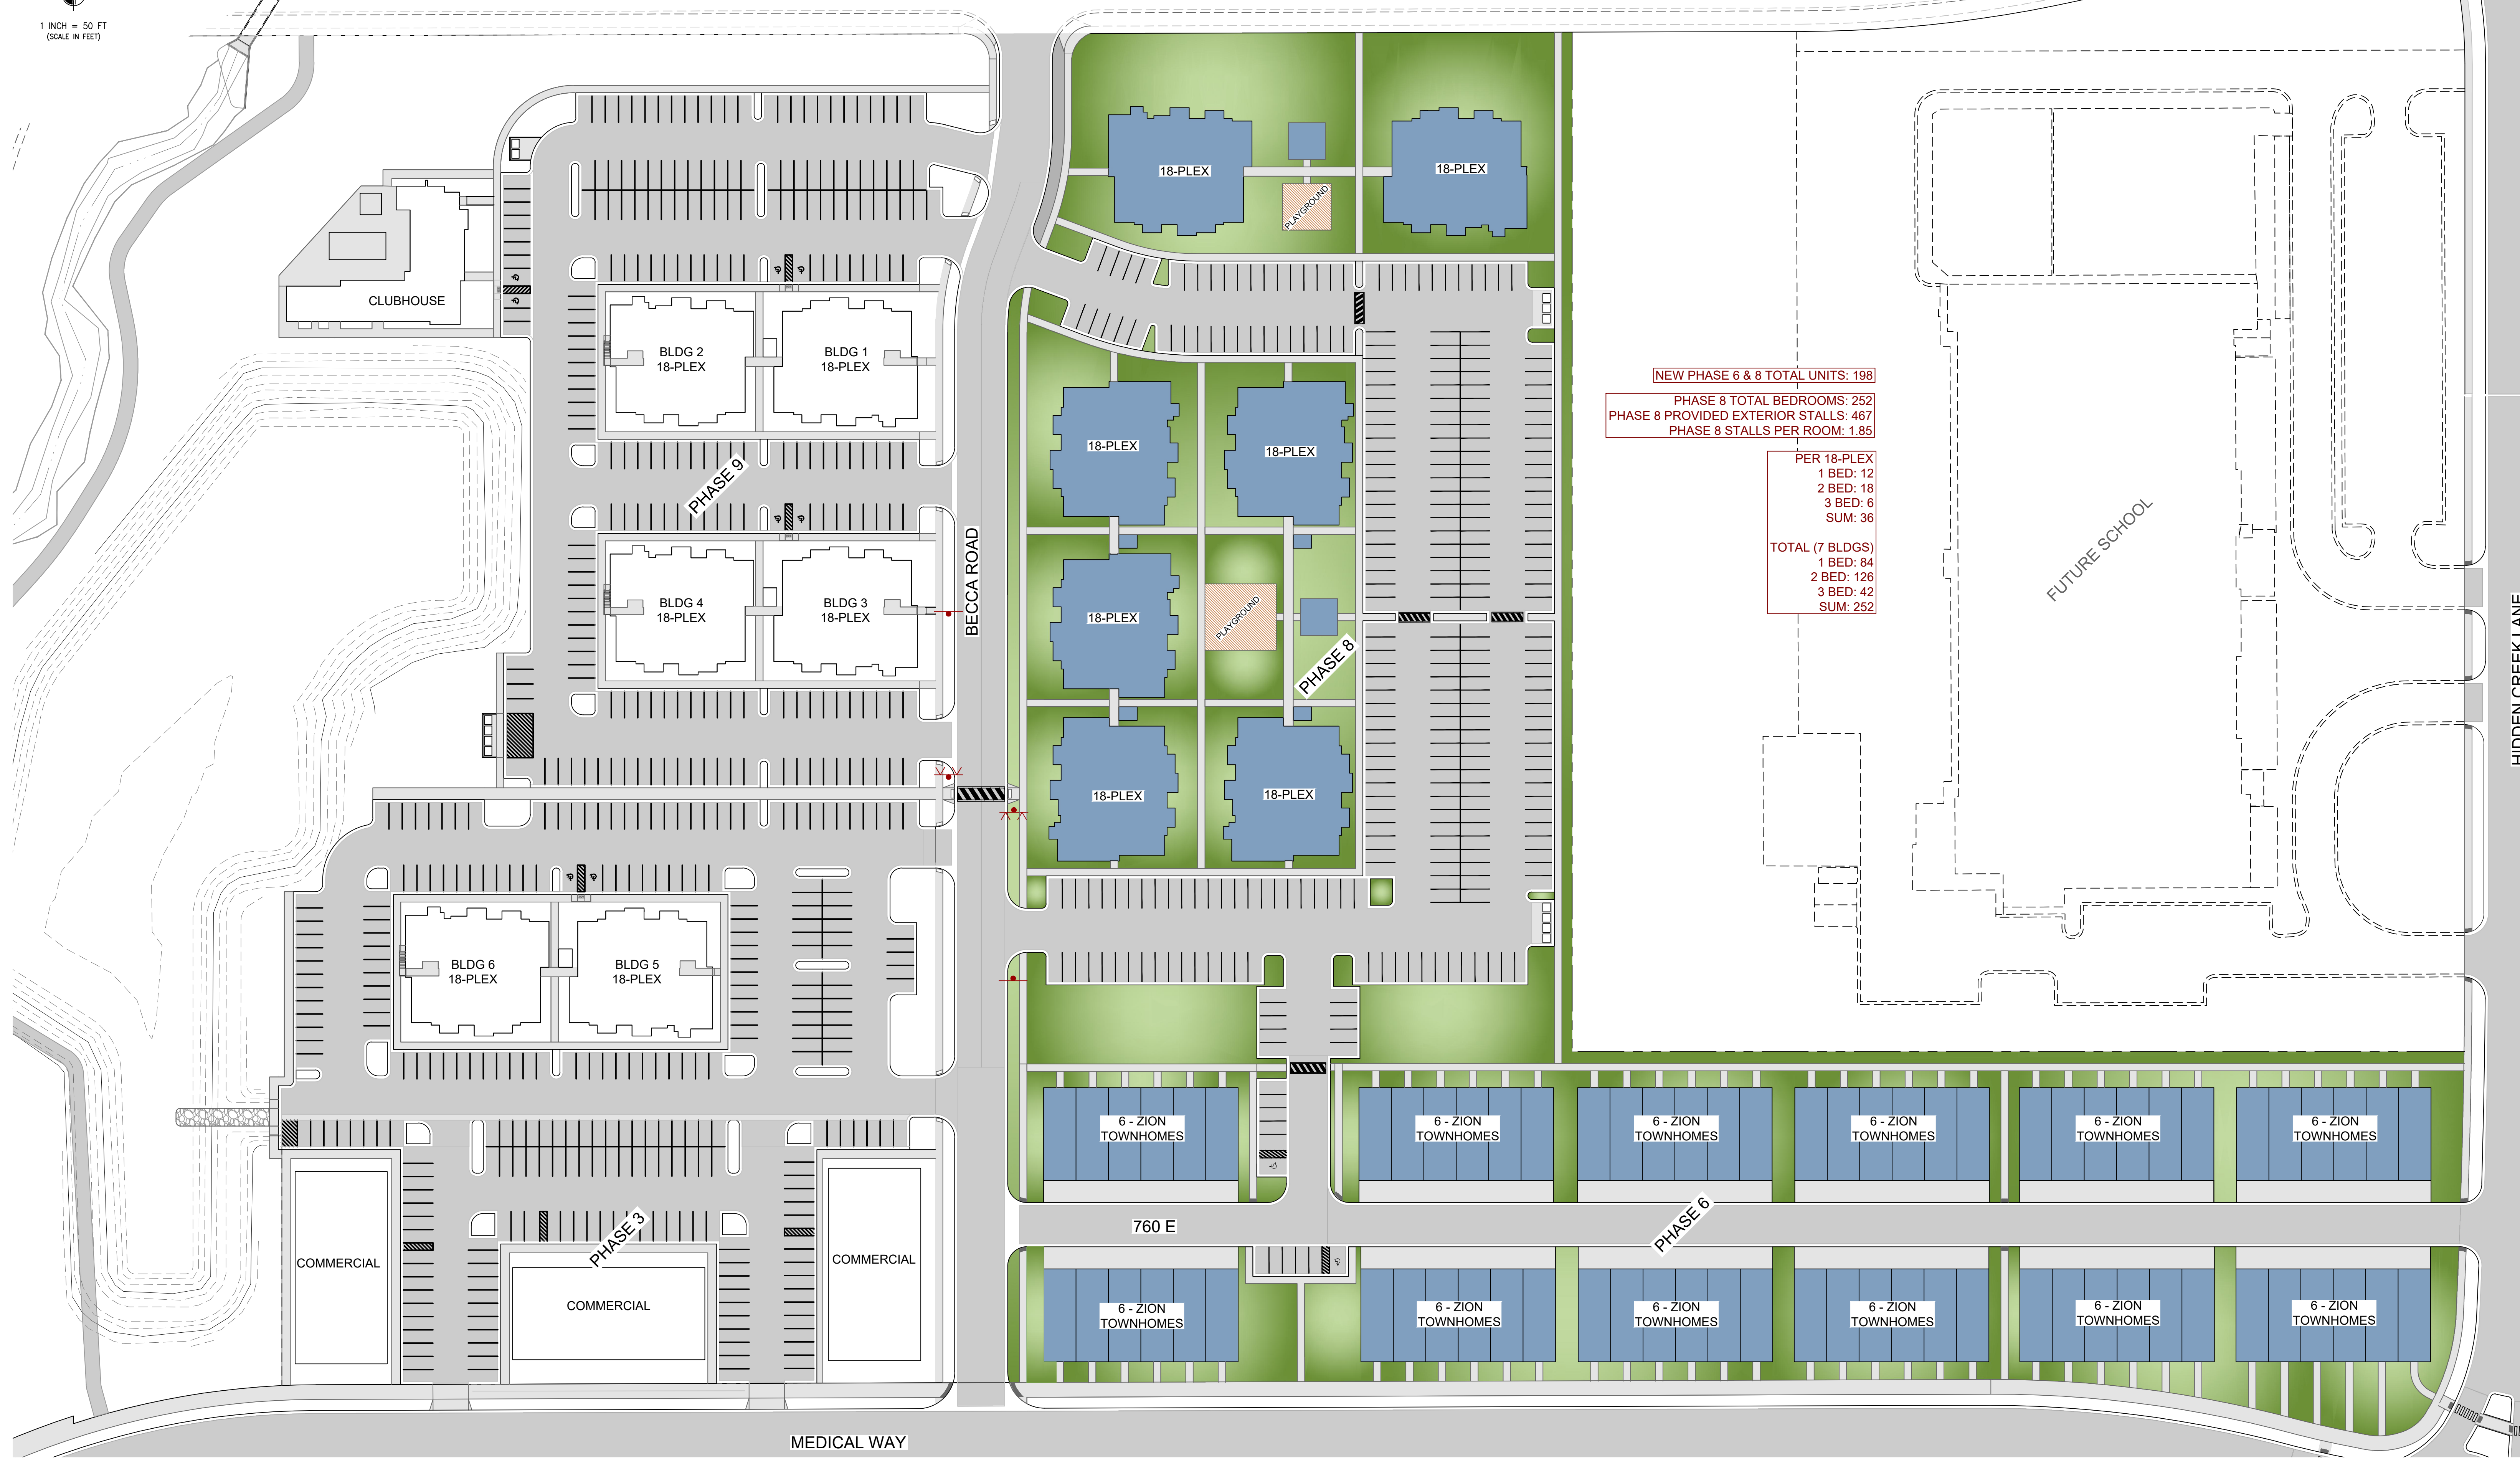 1 INCH = 50 FT
(SCALE IN FEET)
18-PLEX
18-PLEX
PLAYGROUND
CLUBHOUSE
BLDG 2
18-PLEX
BLDG 1
18-PLEX
NEW PHASE 6 & 8 TOTAL UNITS: 198
PHASE 8 TOTAL BEDROOMS: 252
PHASE 8 PROVIDED EXTERIOR STALLS: 467
PHASE 8 STALLS PER ROOM: 1.85
PER 18-PLEX
1 BED: 12
2 BED: 18
3 BED: 6
SUM: 36
TOTAL (7 BLDGS)
1 BED: 84
2 BED: 126
3 BED: 42
SUM: 252
18-PLEX
18-PLEX
PHASE 9
BECCA ROAD
FUTURE SCHOOL
BLDG 4
18-PLEX
BLDG 3
18-PLEX
18-PLEX
PLAYGROUND
PHASE 8
HIDDEN CREEK LANE
18-PLEX
18-PLEX
BLDG 6
18-PLEX
BLDG 5
18-PLEX
6 - ZION
TOWNHOMES
6 - ZION
TOWNHOMES
6 - ZION
TOWNHOMES
6 - ZION
TOWNHOMES
6 - ZION
TOWNHOMES
6 - ZION
TOWNHOMES
760 E
PHASE 6
PHASE 3
COMMERCIAL
COMMERCIAL
COMMERCIAL
6 - ZION
TOWNHOMES
6 - ZION
TOWNHOMES
6 - ZION
TOWNHOMES
6 - ZION
TOWNHOMES
6 - ZION
TOWNHOMES
6 - ZION
TOWNHOMES
MEDICAL WAY